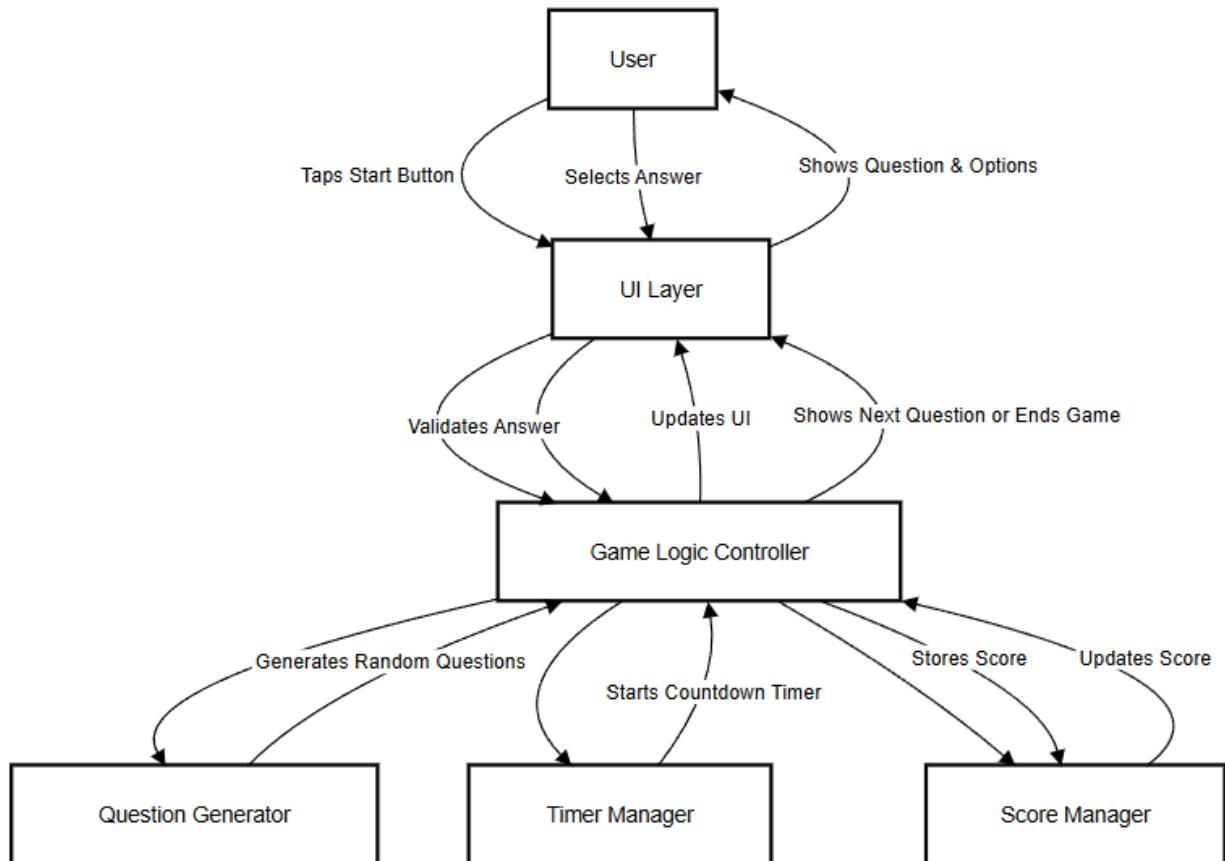 User
Taps Start Button
Selects Answer
Shows Question & Options
UI Layer
Validates Answer
Updates UI
Shows Next Question or Ends Game
Game Logic Controller
Generates Random Questions
Starts Countdown Timer
Stores Score
Updates Score
Question Generator
Timer Manager
Score Manager